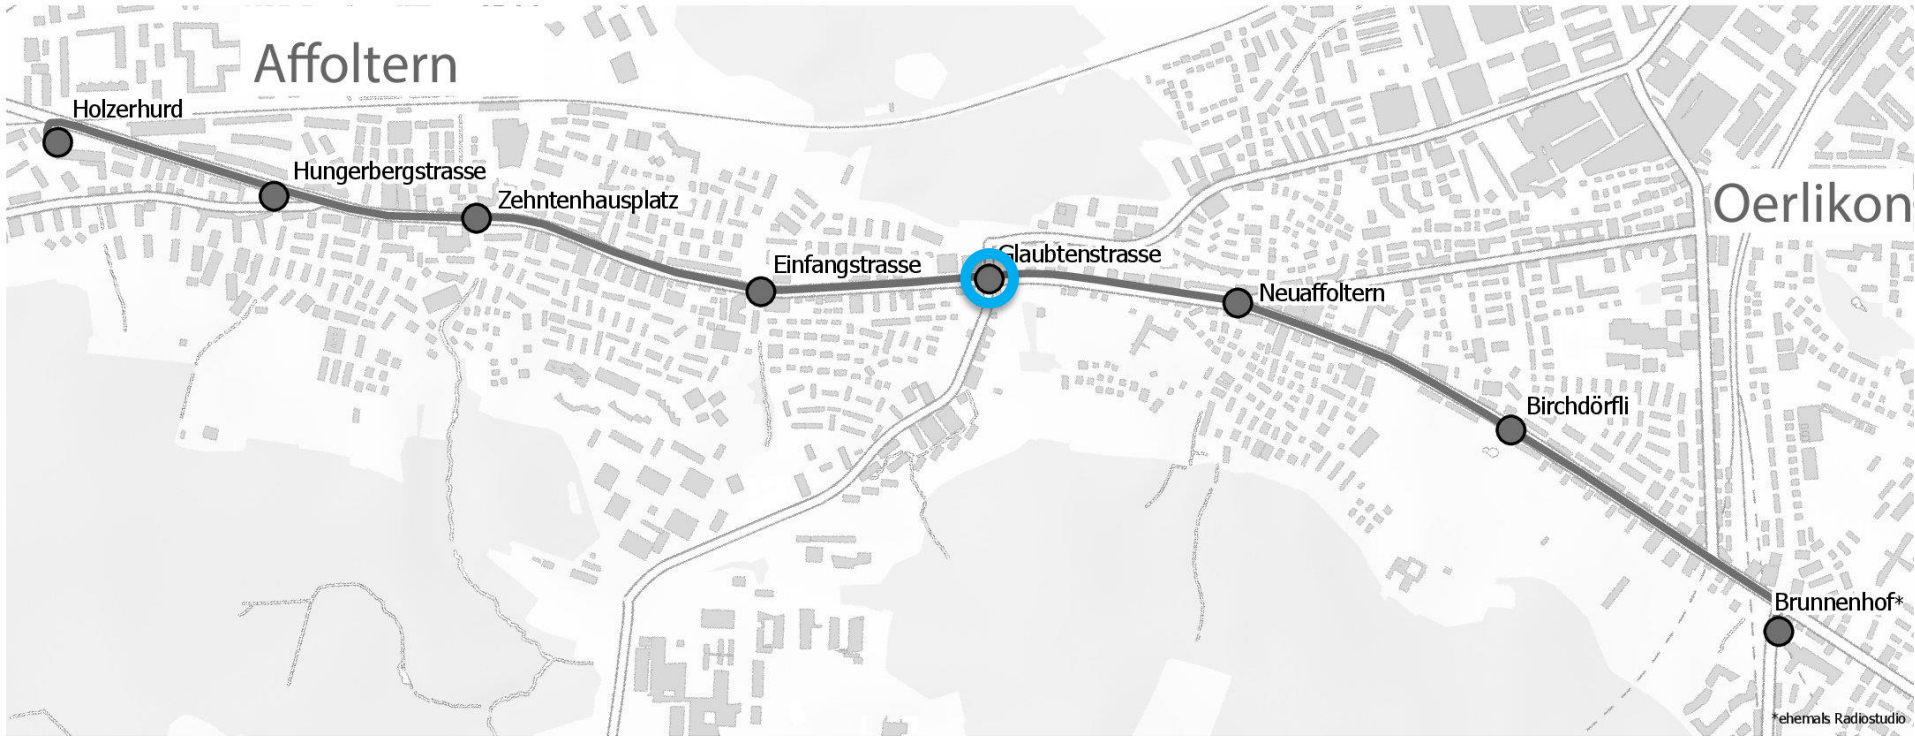 Affoltern
Holzerhurd
Hungerbergstrasse
Zehntenhausplatz
Oerlikon
Einfangstrasse
Glaubtenstrasse
Neuaffoltern
Birchdörfli
Brunnenhof*
*ehemals Radiostudio